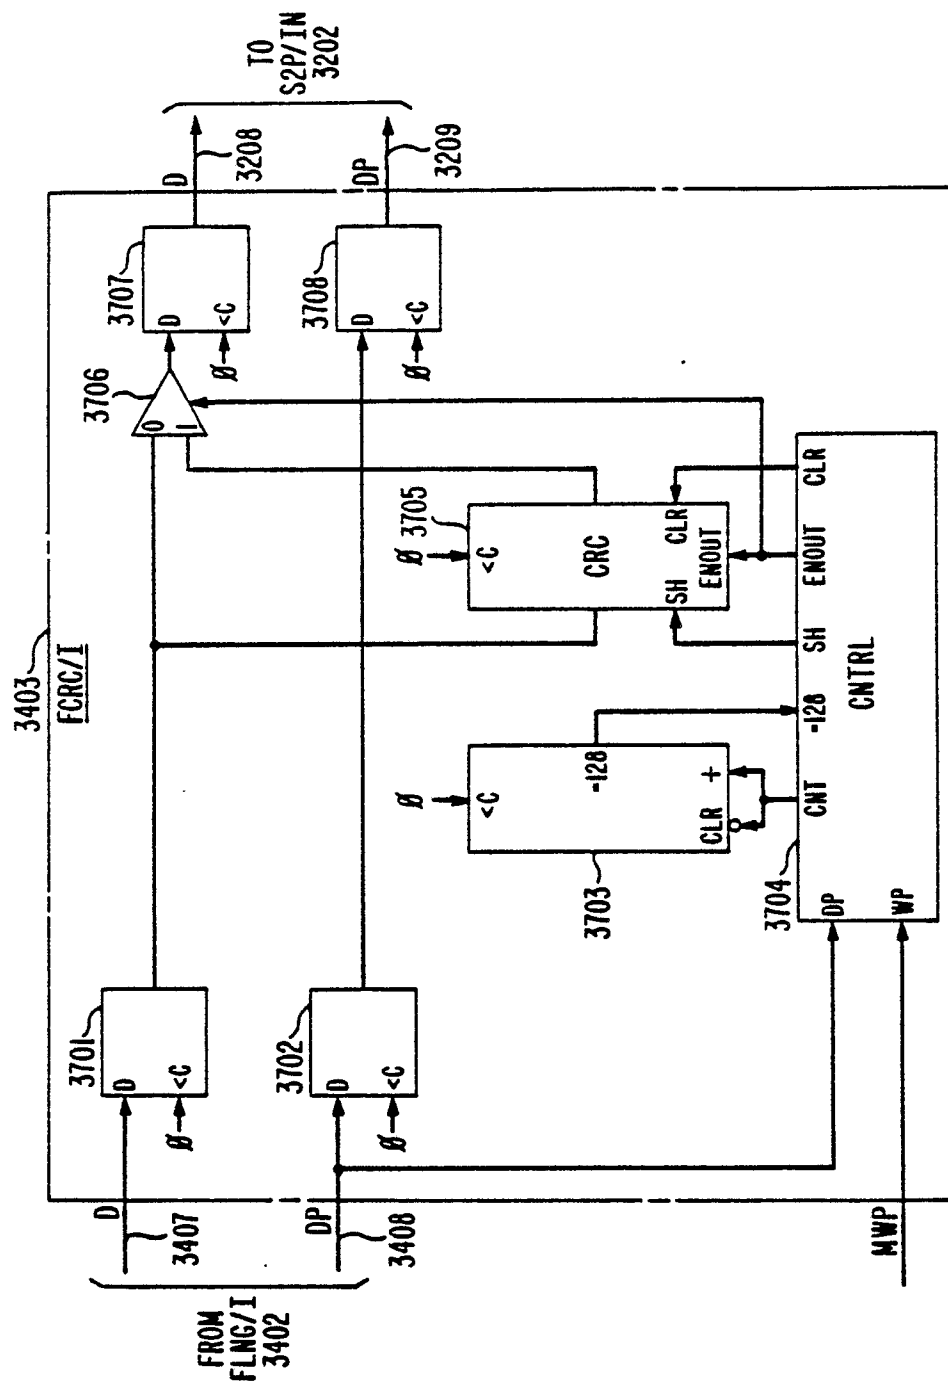 3403
FCRC/I
FROM
FLNG/I
3402
D
3407
DP
3408
MWP
3701
D
<C
Ø
3702
D
<C
Ø
3706
0
1
3707
D
<C
Ø
3708
D
<C
Ø
D
3208
DP
3209
TO
S2P/IN
3202
3703
Ø
<C
=128
CLR
+
3705
Ø
<C
CRC
SH
ENOUT
CLR
3704
DP
WP
CNT
=128
SH
ENOUT
CLR
CNTRL